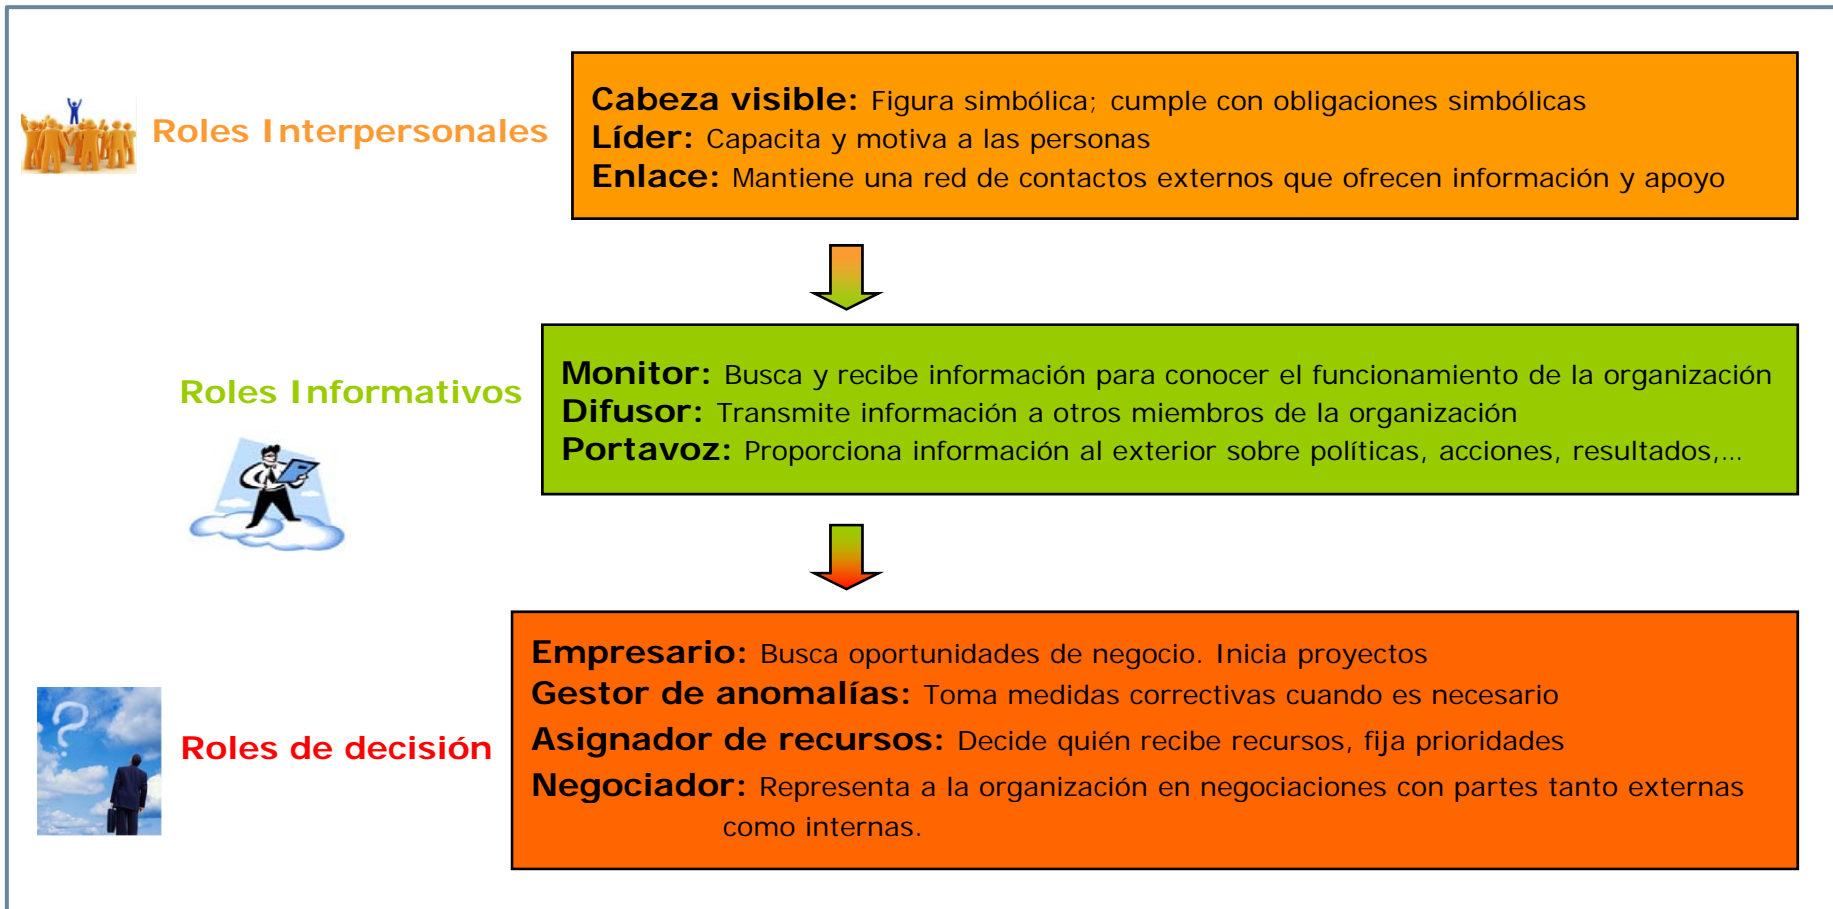 Roles Interpersonales
Cabeza visible: Figura simbólica; cumple con obligaciones simbólicas
Líder: Capacita y motiva a las personas
Enlace: Mantiene una red de contactos externos que ofrecen información y apoyo
Roles Informativos
Monitor: Busca y recibe información para conocer el funcionamiento de la organización
Difusor: Transmite información a otros miembros de la organización
Portavoz: Proporciona información al exterior sobre políticas, acciones, resultados,...
Roles de decisión
Empresario: Busca oportunidades de negocio. Inicia proyectos
Gestor de anomalías: Toma medidas correctivas cuando es necesario
Asignador de recursos: Decide quién recibe recursos, fija prioridades
Negociador: Representa a la organización en negociaciones con partes tanto externas
como internas.